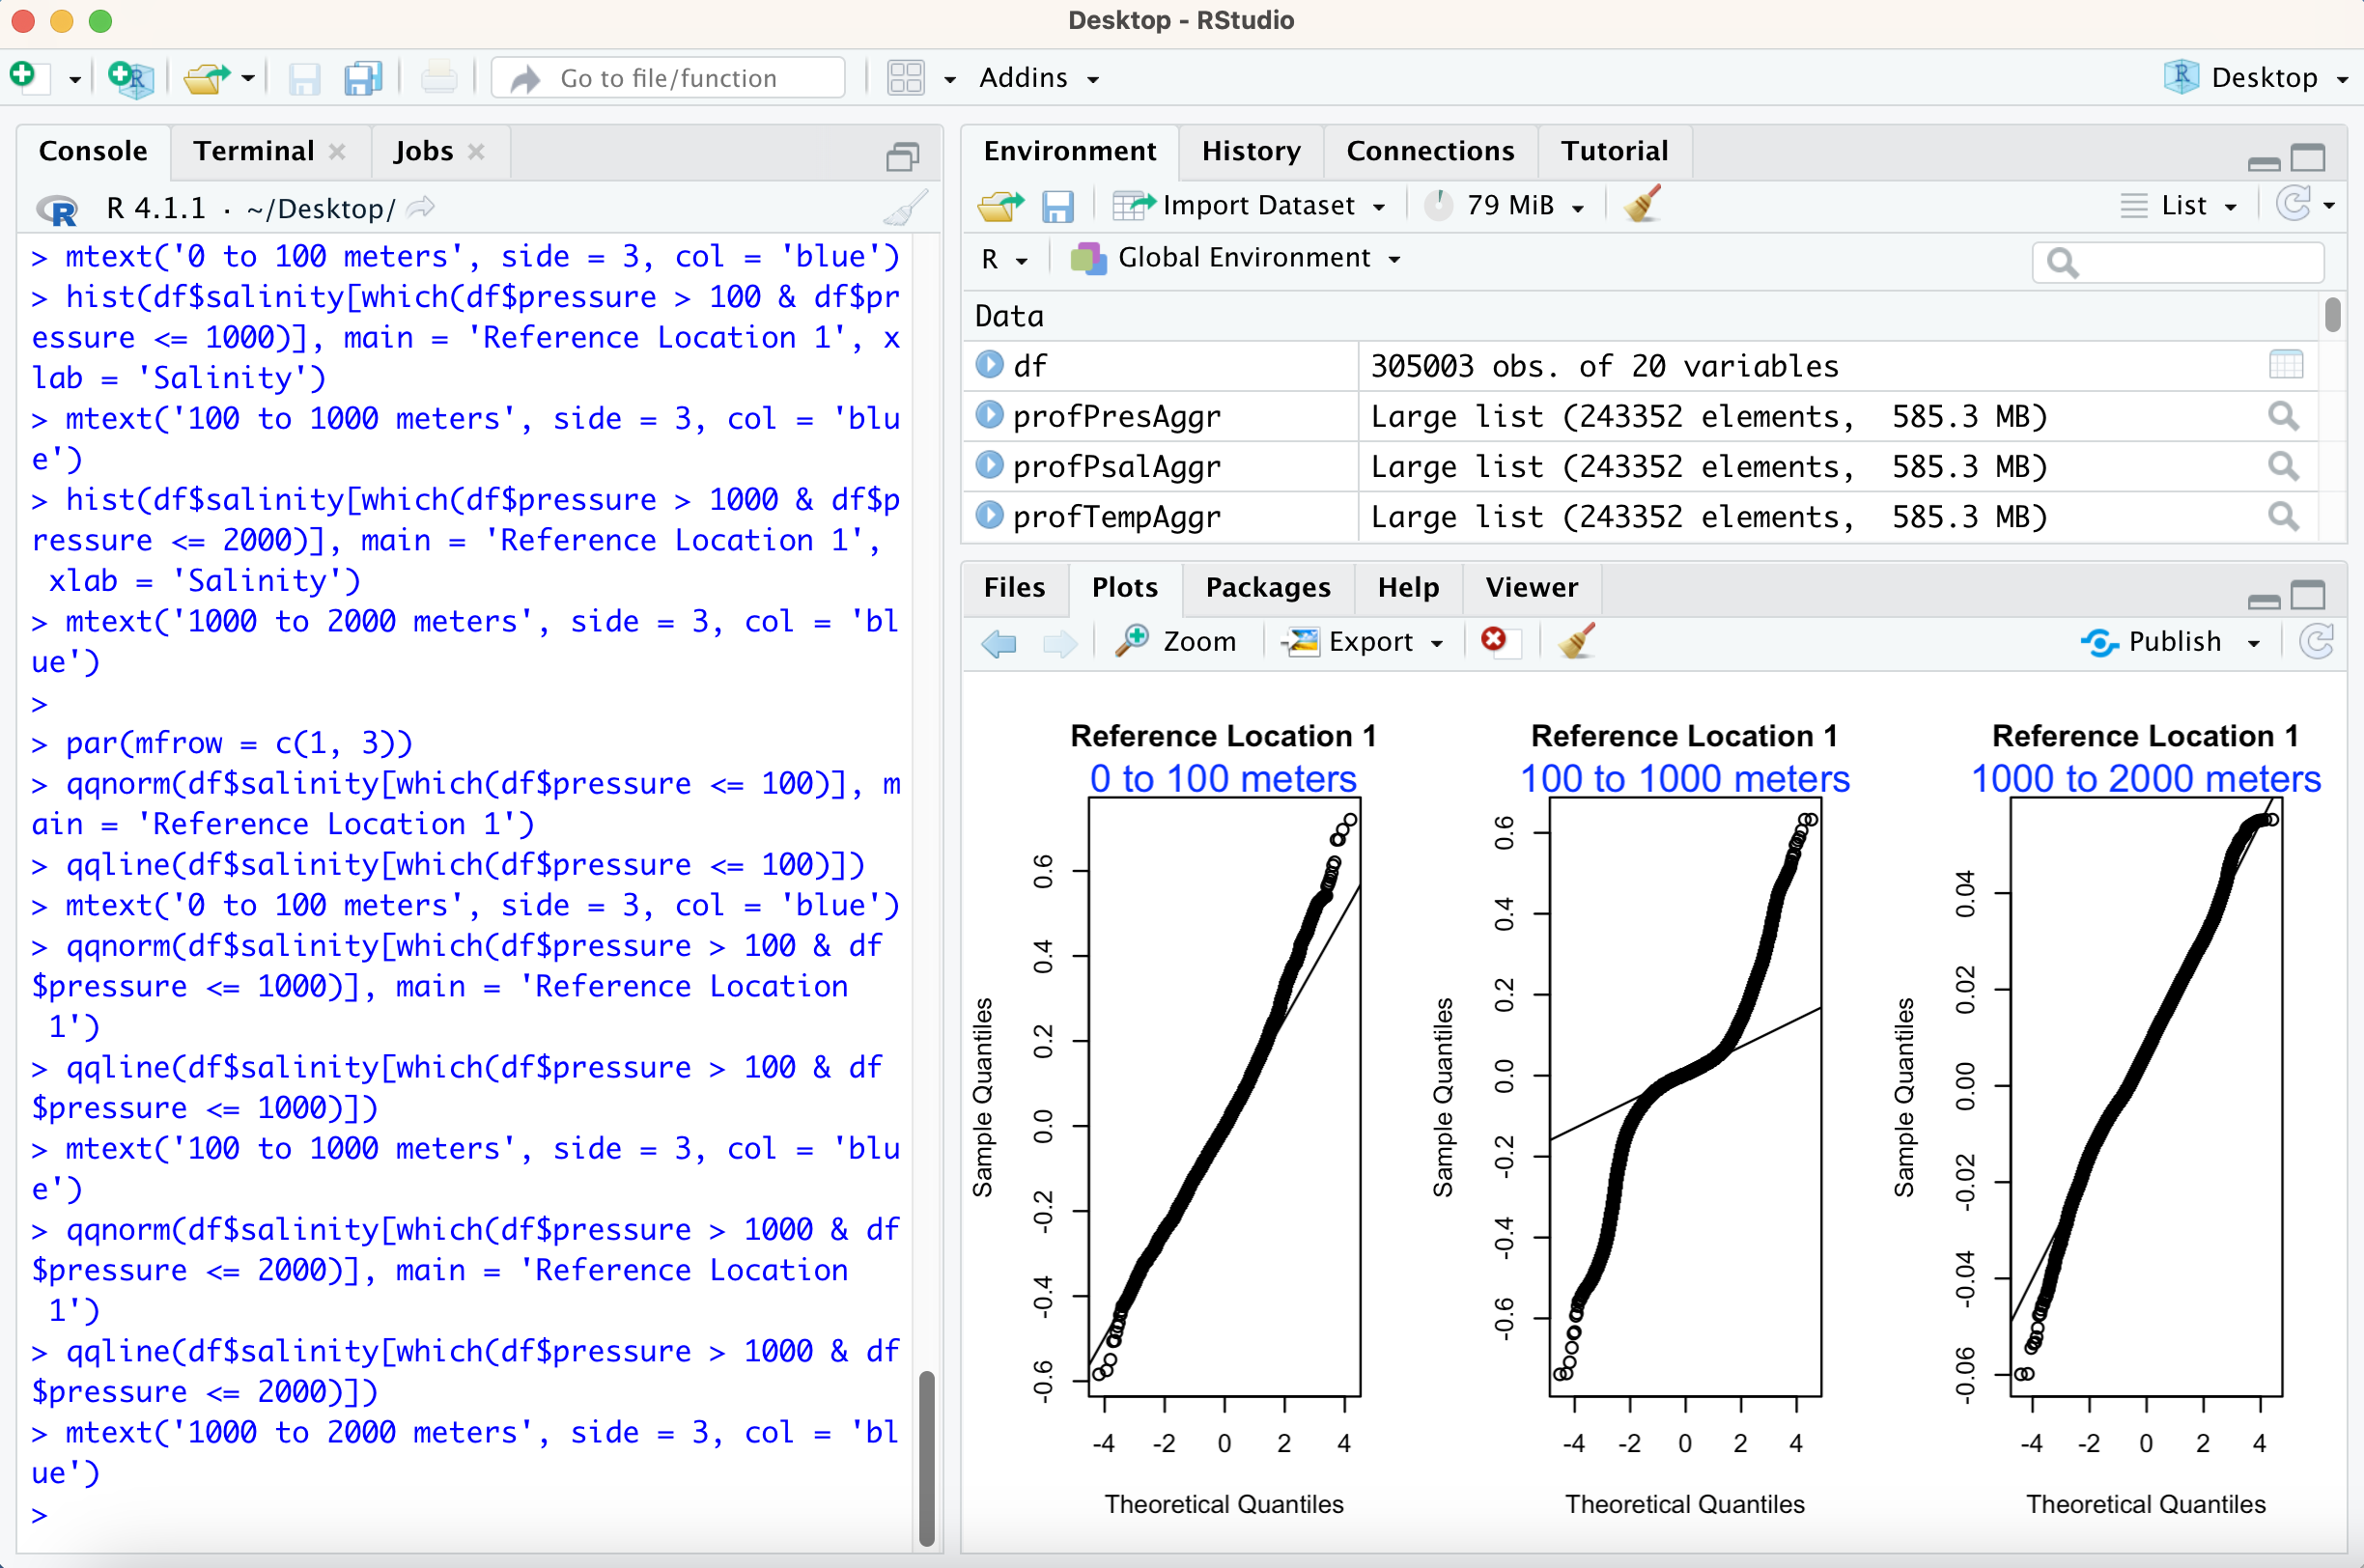 Desktop - RStudio
Go to file/function
Addins
Desktop
Console
Terminal
Jobs
R 4.1.1 · ~/Desktop/
> mtext('0 to 100 meters', side = 3, col = 'blue')
> hist(df$salinity[which(df$pressure > 100 & df$pr
essure <= 1000)], main = 'Reference Location 1', x
lab = 'Salinity')
> mtext('100 to 1000 meters', side = 3, col = 'blu
e')
> hist(df$salinity[which(df$pressure > 1000 & df$p
ressure <= 2000)], main = 'Reference Location 1',
 xlab = 'Salinity')
> mtext('1000 to 2000 meters', side = 3, col = 'bl
ue')
>
> par(mfrow = c(1, 3))
> qqnorm(df$salinity[which(df$pressure <= 100)], m
ain = 'Reference Location 1')
> qqline(df$salinity[which(df$pressure <= 100)])
> mtext('0 to 100 meters', side = 3, col = 'blue')
> qqnorm(df$salinity[which(df$pressure > 100 & df
$pressure <= 1000)], main = 'Reference Location
 1')
> qqline(df$salinity[which(df$pressure > 100 & df
$pressure <= 1000)])
> mtext('100 to 1000 meters', side = 3, col = 'blu
e')
> qqnorm(df$salinity[which(df$pressure > 1000 & df
$pressure <= 2000)], main = 'Reference Location
 1')
> qqline(df$salinity[which(df$pressure > 1000 & df
$pressure <= 2000)])
> mtext('1000 to 2000 meters', side = 3, col = 'bl
ue')
>
Environment
History
Connections
Tutorial
Import Dataset
79 MiB
List
R
Global Environment
Data
df 305003 obs. of 20 variables
profPresAggr Large list (243352 elements, 585.3 MB)
profPsalAggr Large list (243352 elements, 585.3 MB)
profTempAggr Large list (243352 elements, 585.3 MB)
Files
Plots
Packages
Help
Viewer
Zoom
Export
Publish
Reference Location 1
0 to 100 meters
Sample Quantiles
0.6
0.4
0.2
0.0
-0.2
-0.4
-0.6
-4 -2 0 2 4
Theoretical Quantiles
Reference Location 1
100 to 1000 meters
Sample Quantiles
0.6
0.4
0.2
0.0
-0.2
-0.4
-0.6
-4 -2 0 2 4
Theoretical Quantiles
Reference Location 1
1000 to 2000 meters
Sample Quantiles
0.04
0.02
0.00
-0.02
-0.04
-0.06
-4 -2 0 2 4
Theoretical Quantiles